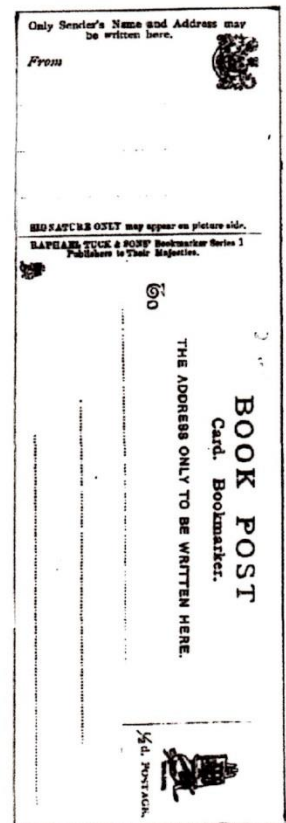 Only Sender's Name and Address may
be written here.
From
SIGNATURE ONLY may appear on picture side.
RAPHAEL TUCK & SONS' Bookmarker Series 1
Publishers to Their Majesties.
BOOK POST
Card. Bookmarker.
THE ADDRESS ONLY TO BE WRITTEN HERE.
To
½d. POSTAGE.